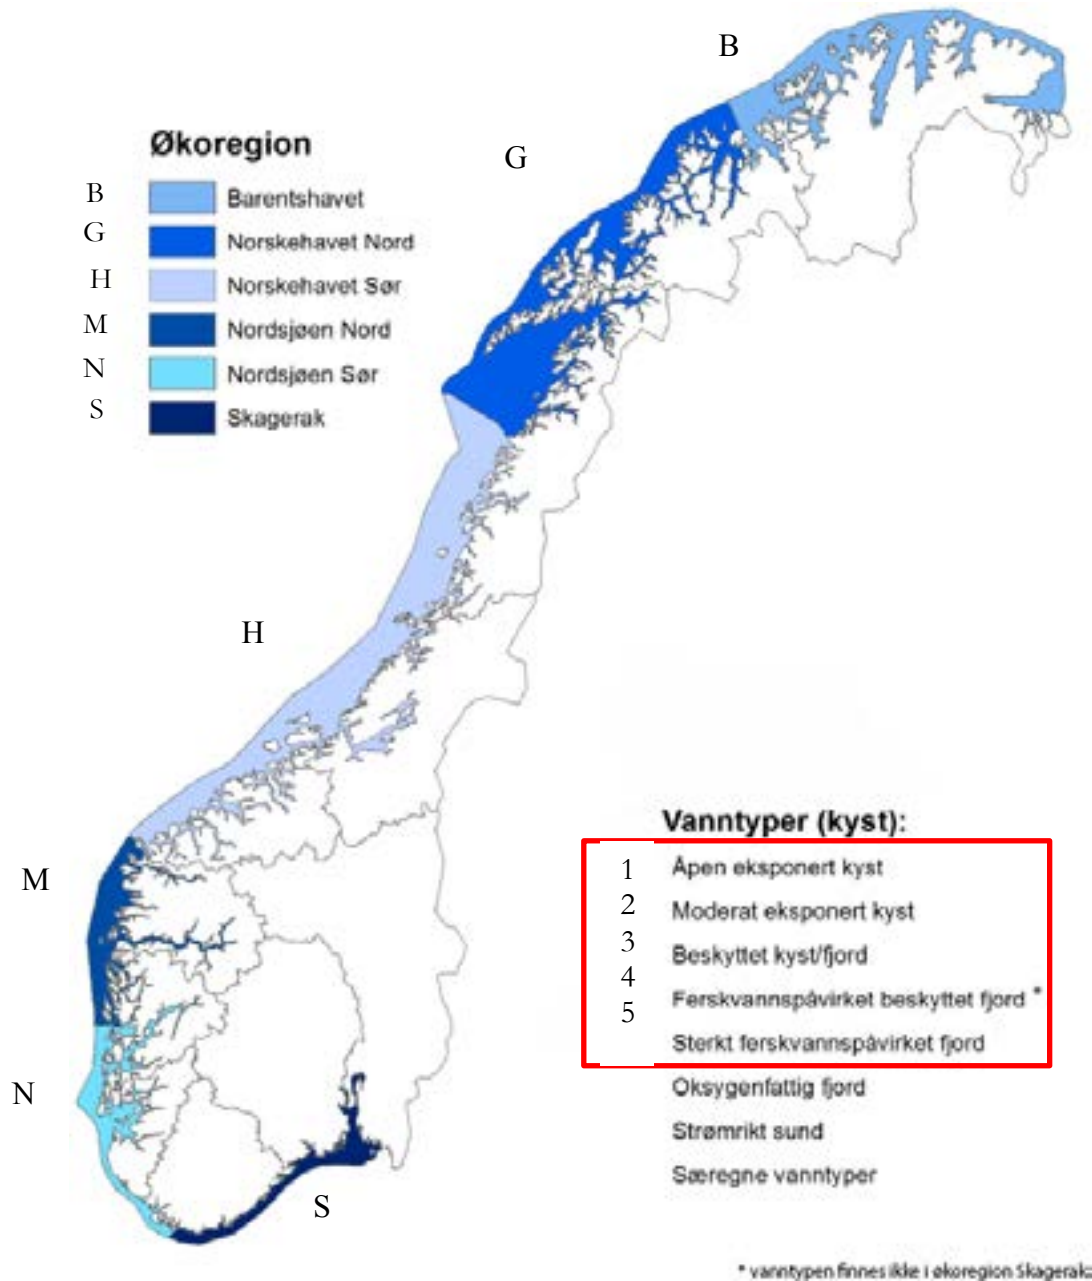 B
Økoregion
G
B Barentshavet
G Norskehavet Nord
H Norskehavet Sør
M Nordsjøen Nord
N Nordsjøen Sør
S Skagerak
H
M
Vanntyper (kyst):
1 Åpen eksponert kyst
2 Moderat eksponert kyst
3 Beskyttet kyst/fjord
4 Ferskvannspåvirket beskyttet fjord *
5 Sterkt ferskvannspåvirket fjord
N
Oksygenfattig fjord
Strømrikt sund
Særegne vanntyper
S
* vanntypen finnes ikke i økoregion Skagerak